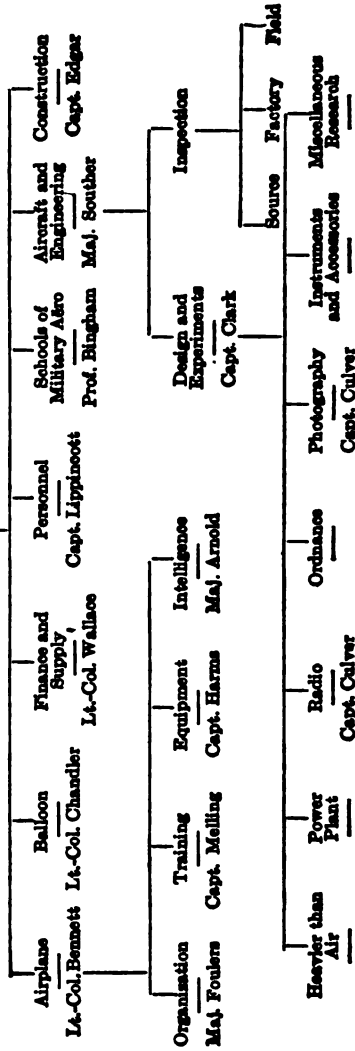 Airplane
Lt.-Col. Bennett
Balloon
Lt.-Col. Chandler
Finance and
Supply
Lt.-Col. Wallace
Personnel
Capt. Lippincott
Schools of
Military Aëro
Prof. Bingham
Aircraft and
Engineering
Maj. Souther
Construction
Capt. Edgar
Organisation
Maj. Foulers
Training
Capt. Melling
Equipment
Capt. Harms
Intelligence
Maj. Arnold
Design and
Experiments
Capt. Clark
Inspection
Source
Factory
Field
Heavier than
Air
Power
Plant
Radio
Capt. Culver
Ordnance
Photography
Capt. Culver
Instruments
and Accessories
Miscellaneous
Research